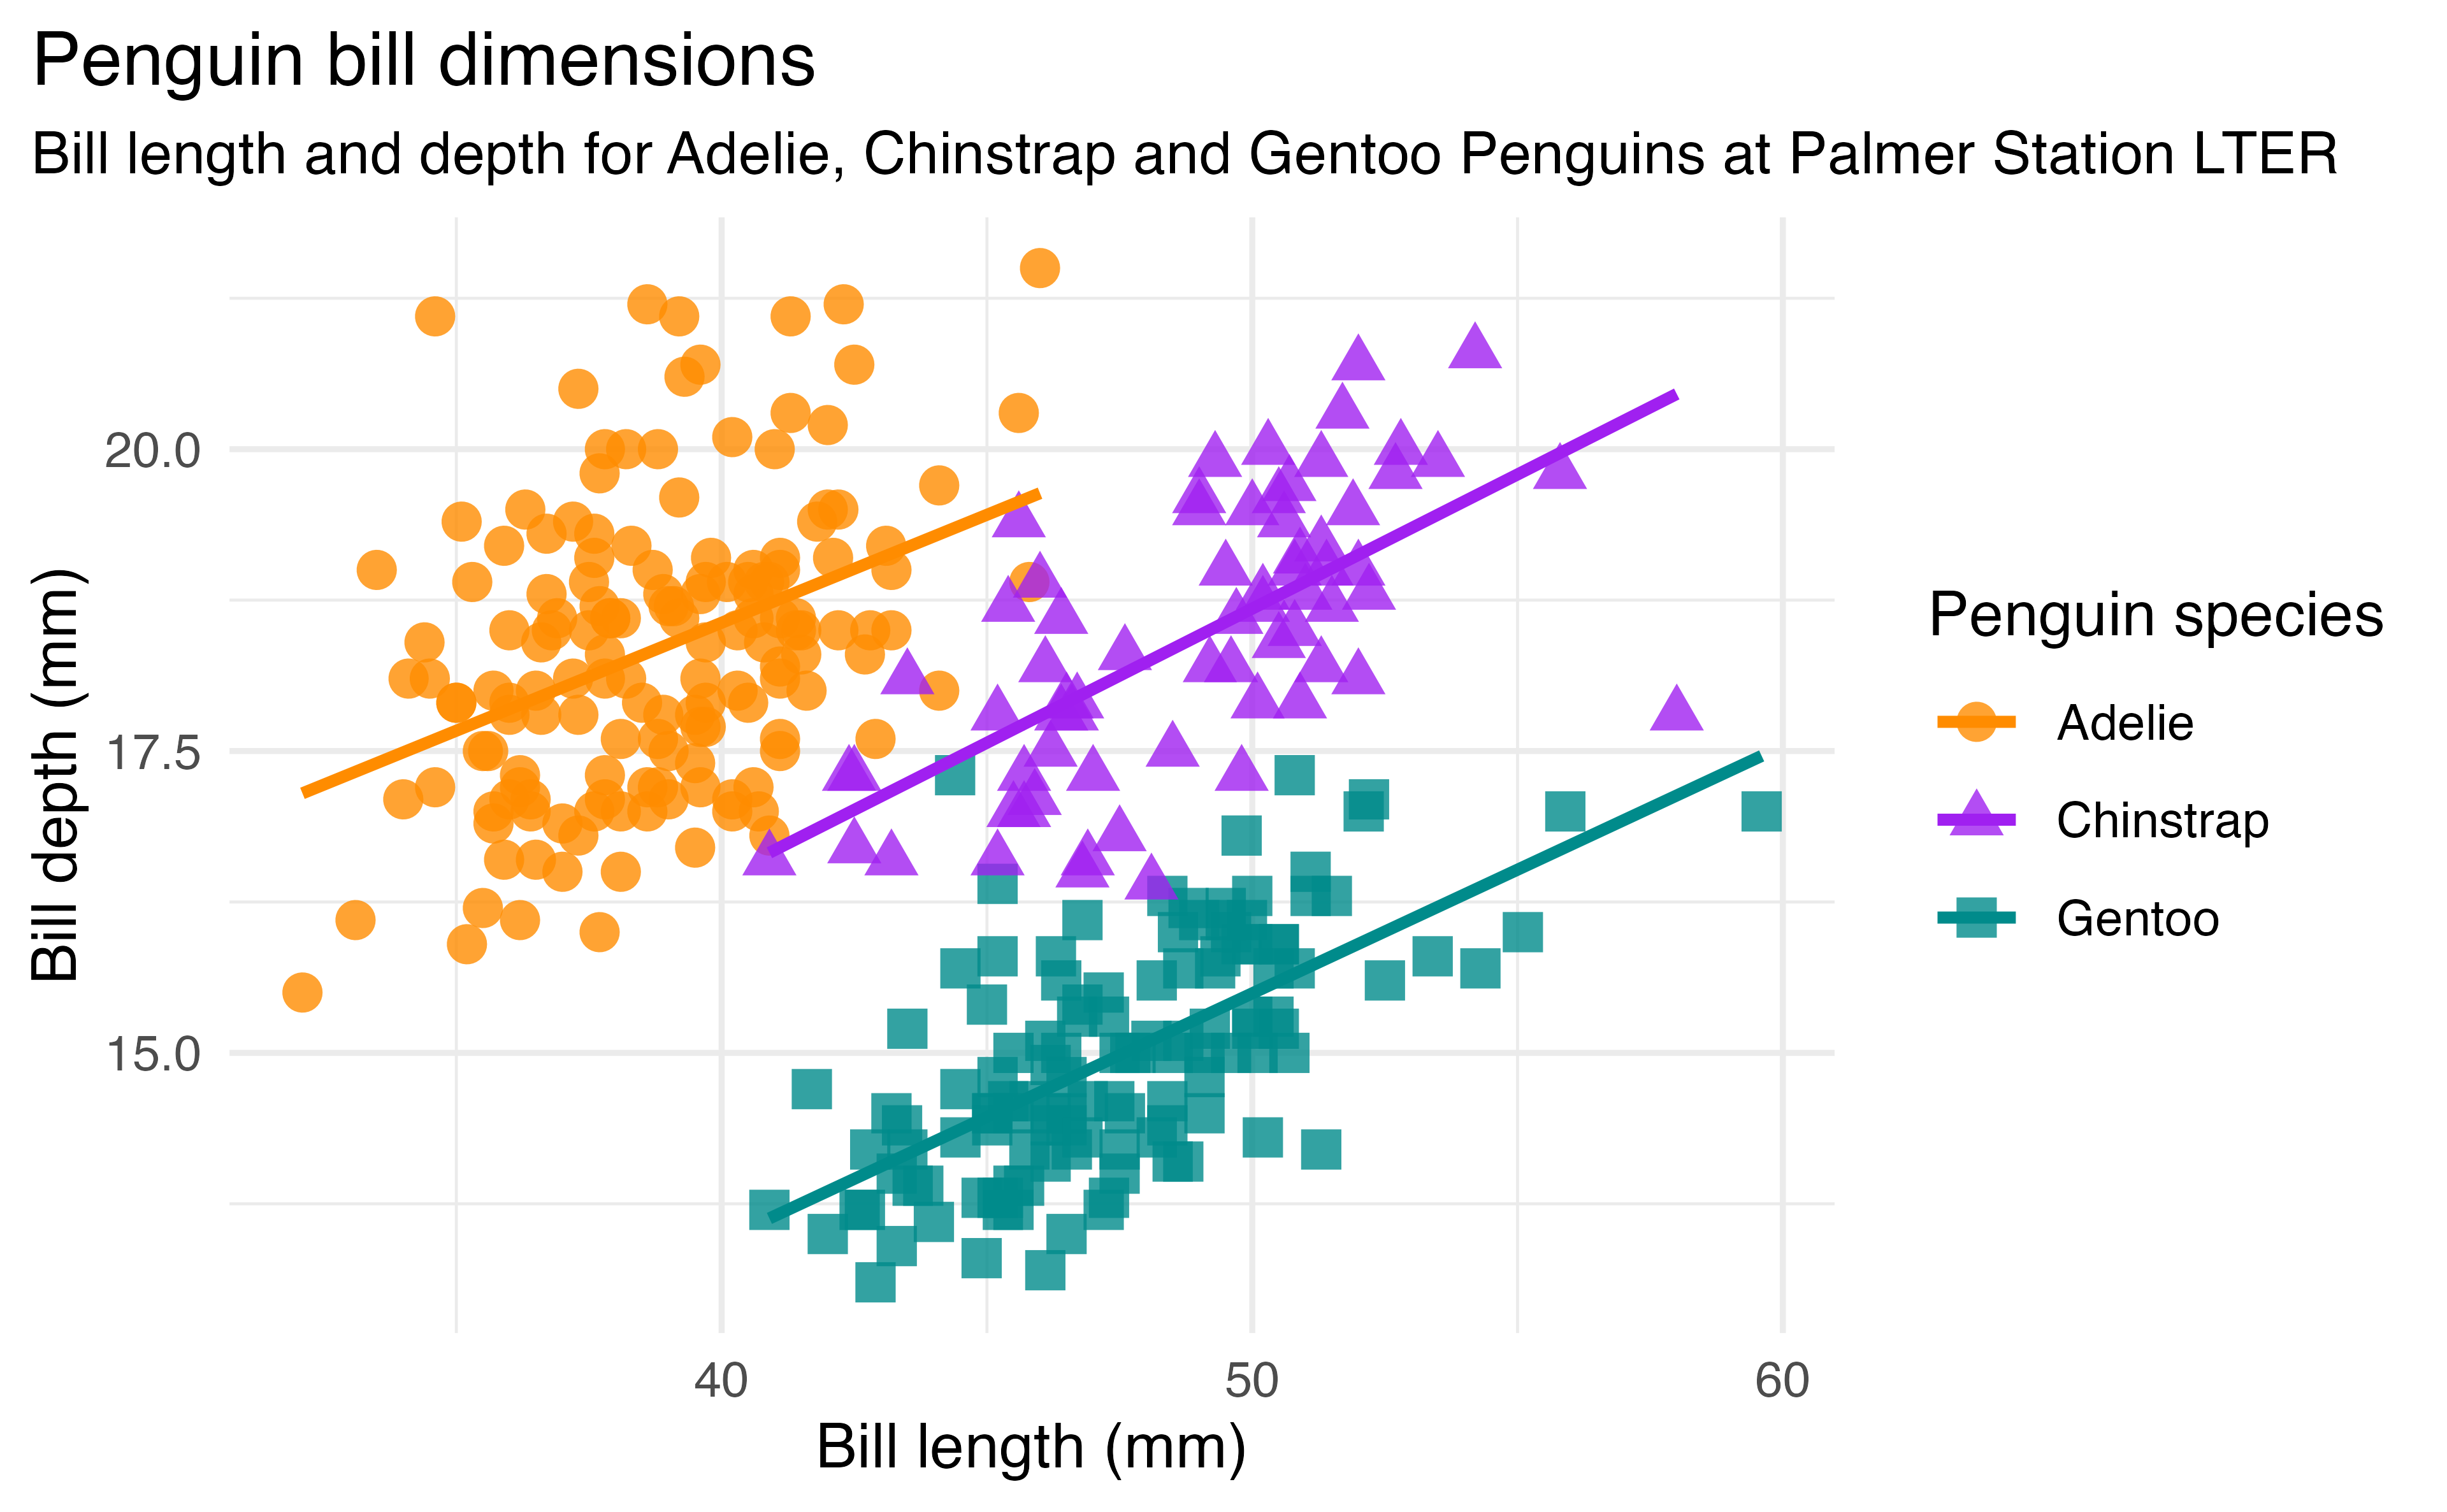 Penguin bill dimensions
Bill length and depth for Adelie, Chinstrap and Gentoo Penguins at Palmer Station LTER
20.0
17.5
15.0
Bill depth (mm)
40
50
60
Bill length (mm)
Penguin species
Adelie
Chinstrap
Gentoo